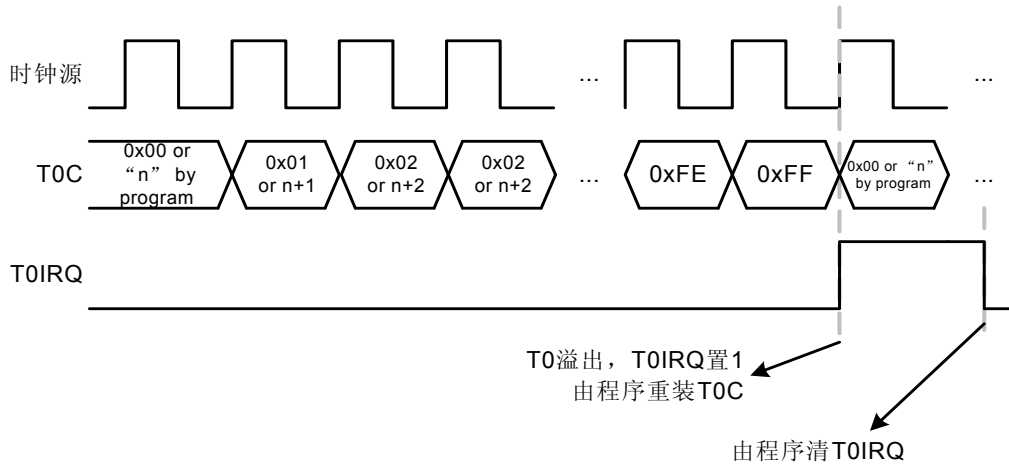 时钟源
...
...
T0C
0x00 or
“n” by
program
0x01
or n+1
0x02
or n+2
0x02
or n+2
...
0xFE
0xFF
0x00 or “n”
by program
...
T0IRQ
T0溢出，T0IRQ置1
由程序重装T0C
由程序清T0IRQ